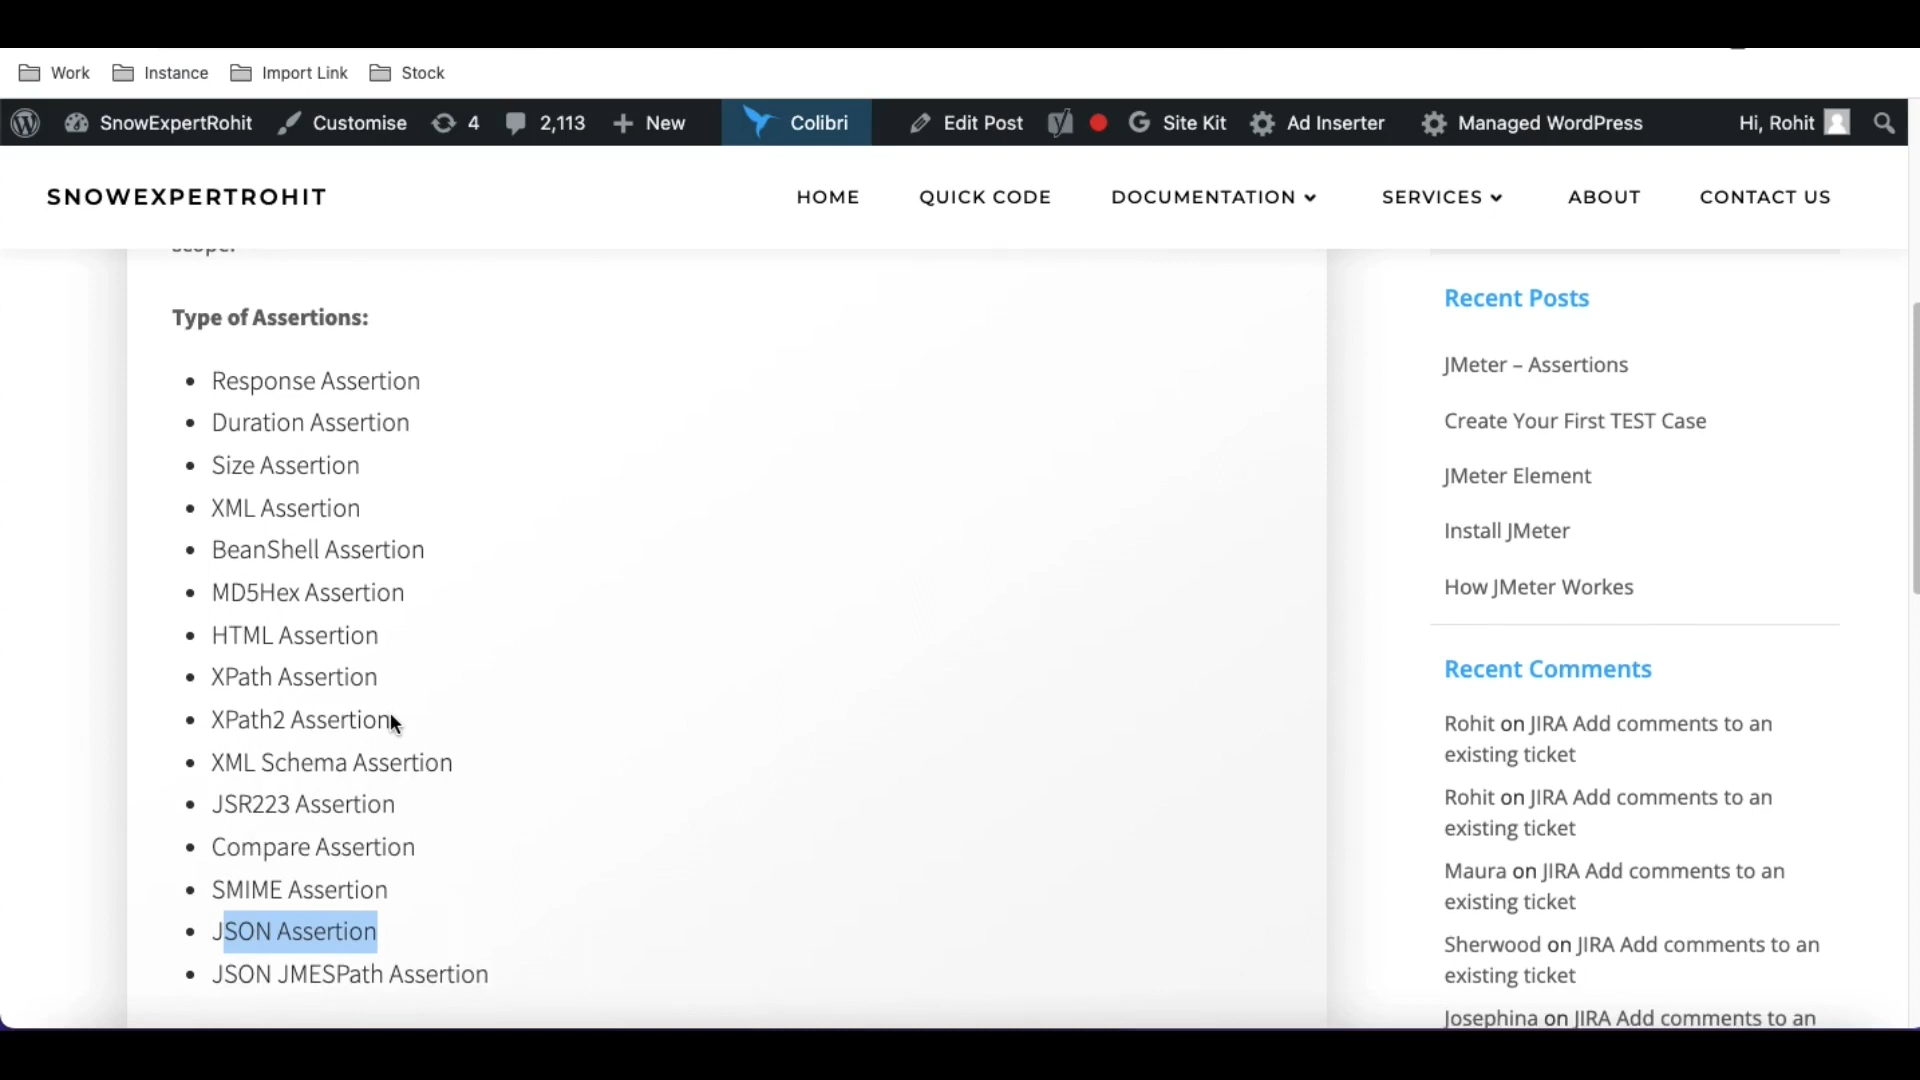 Work Instance Import Link Stock
SnowExpertRohit Customise 4 2,113 New Colibri Edit Post Site Kit Ad Inserter Managed WordPress Hi, Rohit
SNOWEXPERTROHIT HOME QUICK CODE DOCUMENTATION SERVICES ABOUT CONTACT US
scope.
Type of Assertions:
• Response Assertion
• Duration Assertion
• Size Assertion
• XML Assertion
• BeanShell Assertion
• MD5Hex Assertion
• HTML Assertion
• XPath Assertion
• XPath2 Assertion
• XML Schema Assertion
• JSR223 Assertion
• Compare Assertion
• SMIME Assertion
• JSON Assertion
• JSON JMESPath Assertion
Recent Posts
JMeter – Assertions
Create Your First TEST Case
JMeter Element
Install JMeter
How JMeter Workes
Recent Comments
Rohit on JIRA Add comments to an
existing ticket
Rohit on JIRA Add comments to an
existing ticket
Maura on JIRA Add comments to an
existing ticket
Sherwood on JIRA Add comments to an
existing ticket
Josephina on JIRA Add comments to an